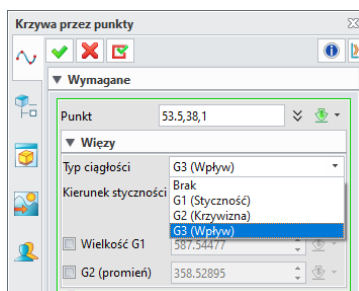 Krzywa przez punkty
Wymagane
Punkt 53.5,38,1
Więzy
Typ ciągłości G3 (Wpływ)
Brak
Kierunek styczności G1 (Styczność)
G2 (Krzywizna)
G3 (Wpływ)
Wielkość G1 587.54477
G2 (promień) 358.52895